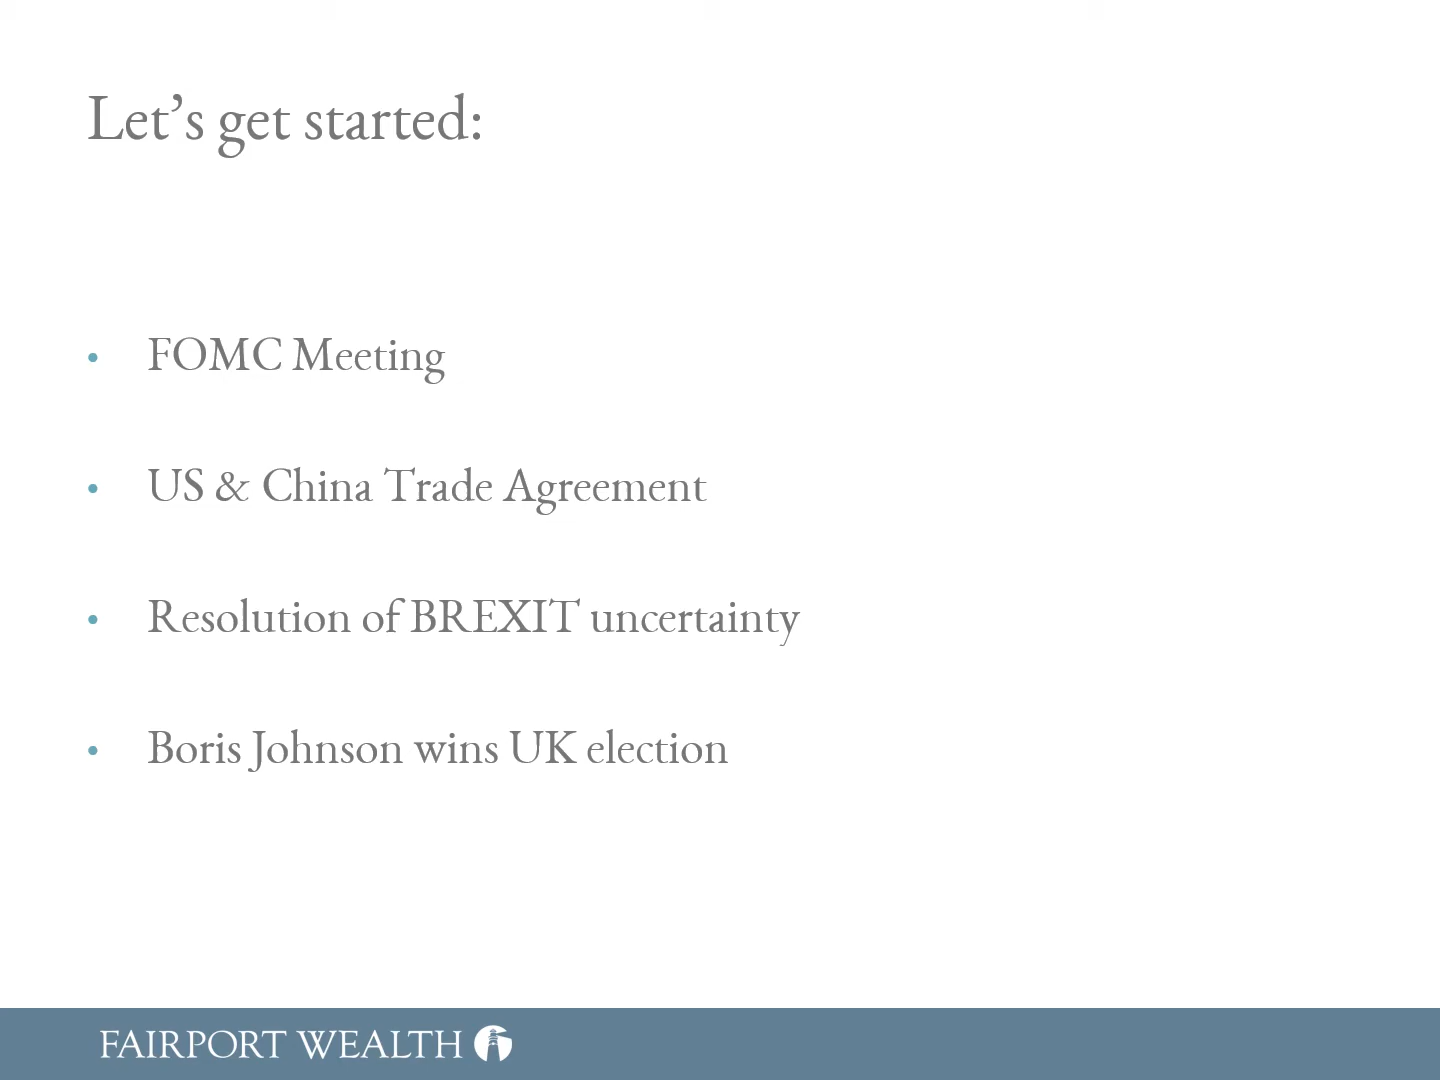 Let’s get started:
• FOMC Meeting
• US & China Trade Agreement
• Resolution of BREXIT uncertainty
• Boris Johnson wins UK election
FAIRPORT WEALTH